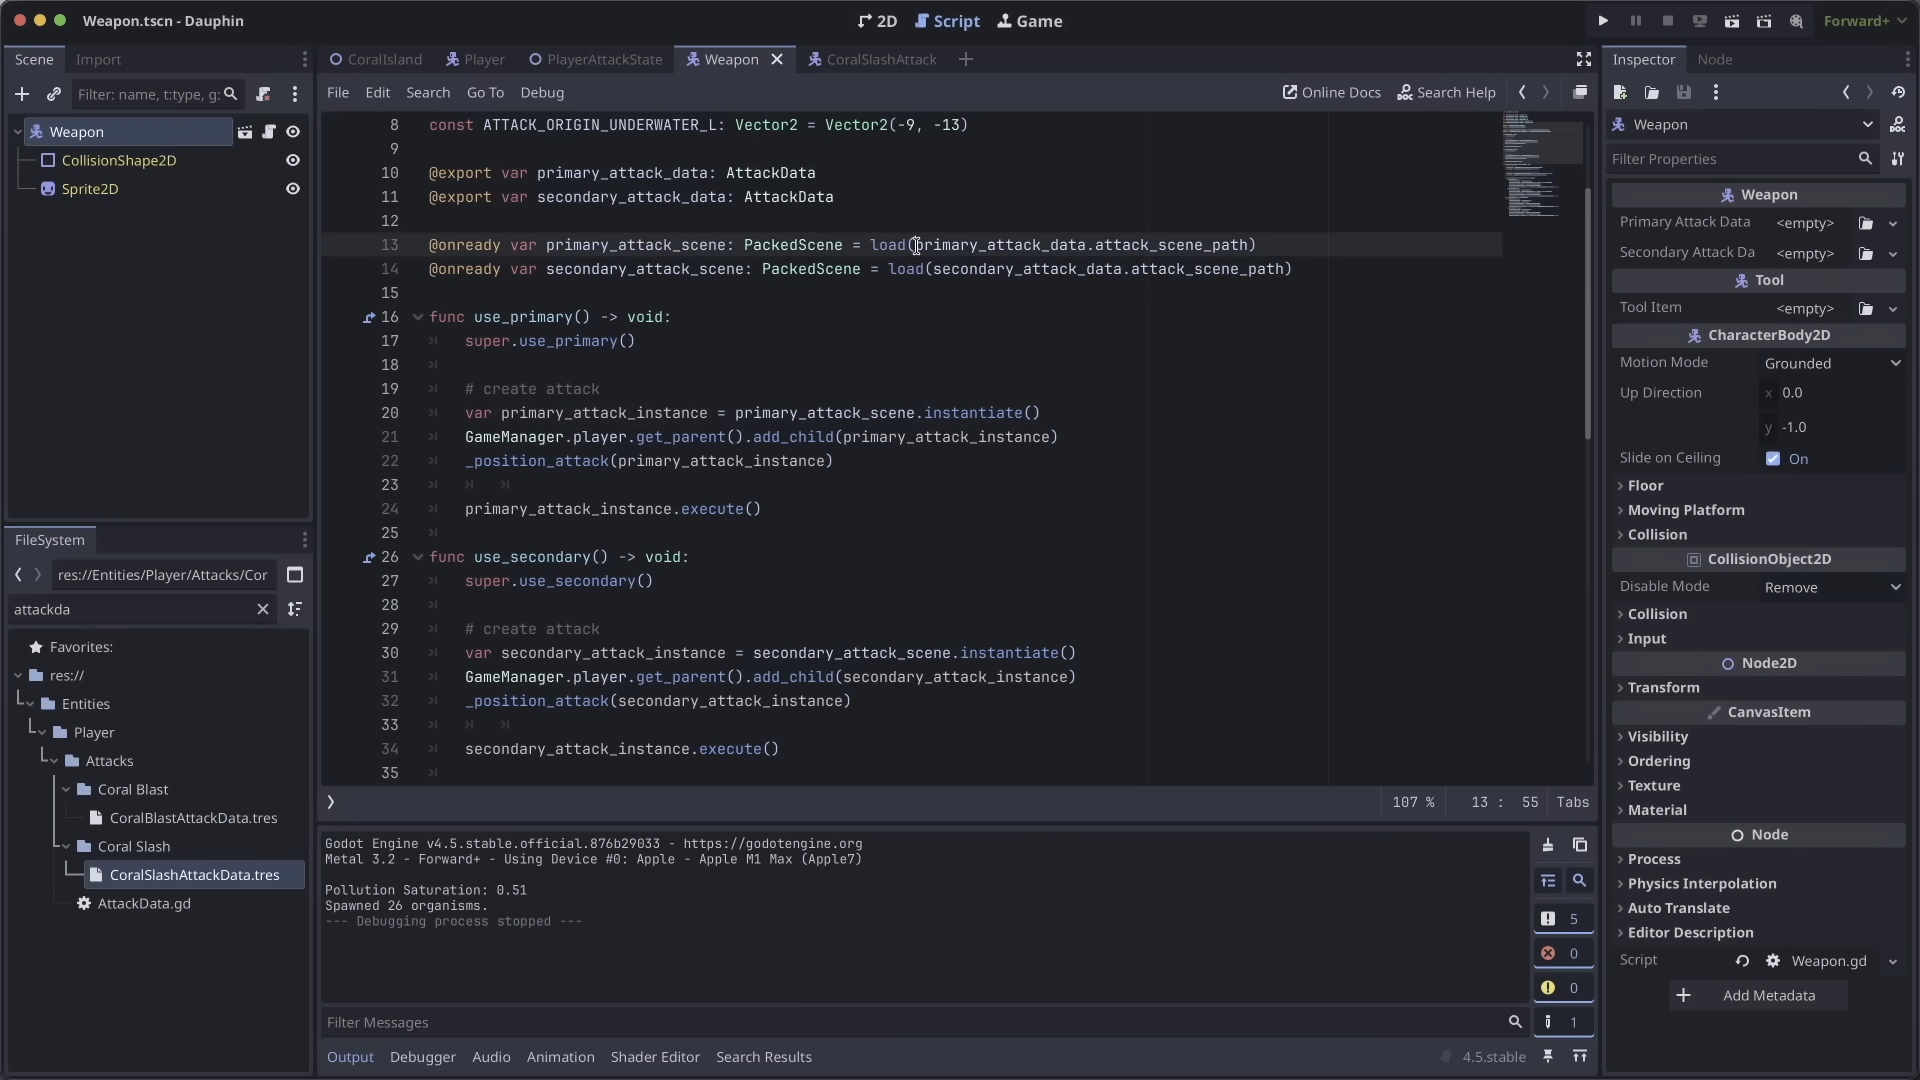 Weapon.tscn - Dauphin
2D
Script
Game
Forward+
Scene
Import
Filter: name, t:type, g:
Weapon
CollisionShape2D
Sprite2D
FileSystem
res://Entities/Player/Attacks/Cor
attackda
Favorites:
res://
Entities
Player
Attacks
Coral Blast
CoralBlastAttackData.tres
Coral Slash
CoralSlashAttackData.tres
AttackData.gd
CoralIsland
Player
PlayerAttackState
Weapon
CoralSlashAttack
File Edit Search Go To Debug
Online Docs
Search Help
8 const ATTACK_ORIGIN_UNDERWATER_L: Vector2 = Vector2(-9, -13)
9
10 @export var primary_attack_data: AttackData
11 @export var secondary_attack_data: AttackData
12
13 @onready var primary_attack_scene: PackedScene = load(primary_attack_data.attack_scene_path)
14 @onready var secondary_attack_scene: PackedScene = load(secondary_attack_data.attack_scene_path)
15
16 func use_primary() -> void:
17 super.use_primary()
18
19 # create attack
20 var primary_attack_instance = primary_attack_scene.instantiate()
21 GameManager.player.get_parent().add_child(primary_attack_instance)
22 _position_attack(primary_attack_instance)
23
24 primary_attack_instance.execute()
25
26 func use_secondary() -> void:
27 super.use_secondary()
28
29 # create attack
30 var secondary_attack_instance = secondary_attack_scene.instantiate()
31 GameManager.player.get_parent().add_child(secondary_attack_instance)
32 _position_attack(secondary_attack_instance)
33
34 secondary_attack_instance.execute()
35
107 % 13 : 55 Tabs
Godot Engine v4.5.stable.official.876b29033 - https://godotengine.org
Metal 3.2 - Forward+ - Using Device #0: Apple - Apple M1 Max (Apple7)
Pollution Saturation: 0.51
Spawned 26 organisms.
--- Debugging process stopped ---
5
0
0
1
Filter Messages
Output Debugger Audio Animation Shader Editor Search Results
4.5.stable
Inspector
Node
Weapon
Filter Properties
Weapon
Primary Attack Data <empty>
Secondary Attack Da <empty>
Tool
Tool Item <empty>
CharacterBody2D
Motion Mode Grounded
Up Direction x 0.0
y -1.0
Slide on Ceiling On
Floor
Moving Platform
Collision
CollisionObject2D
Disable Mode Remove
Collision
Input
Node2D
Transform
CanvasItem
Visibility
Ordering
Texture
Material
Node
Process
Physics Interpolation
Auto Translate
Editor Description
Script Weapon.gd
Add Metadata